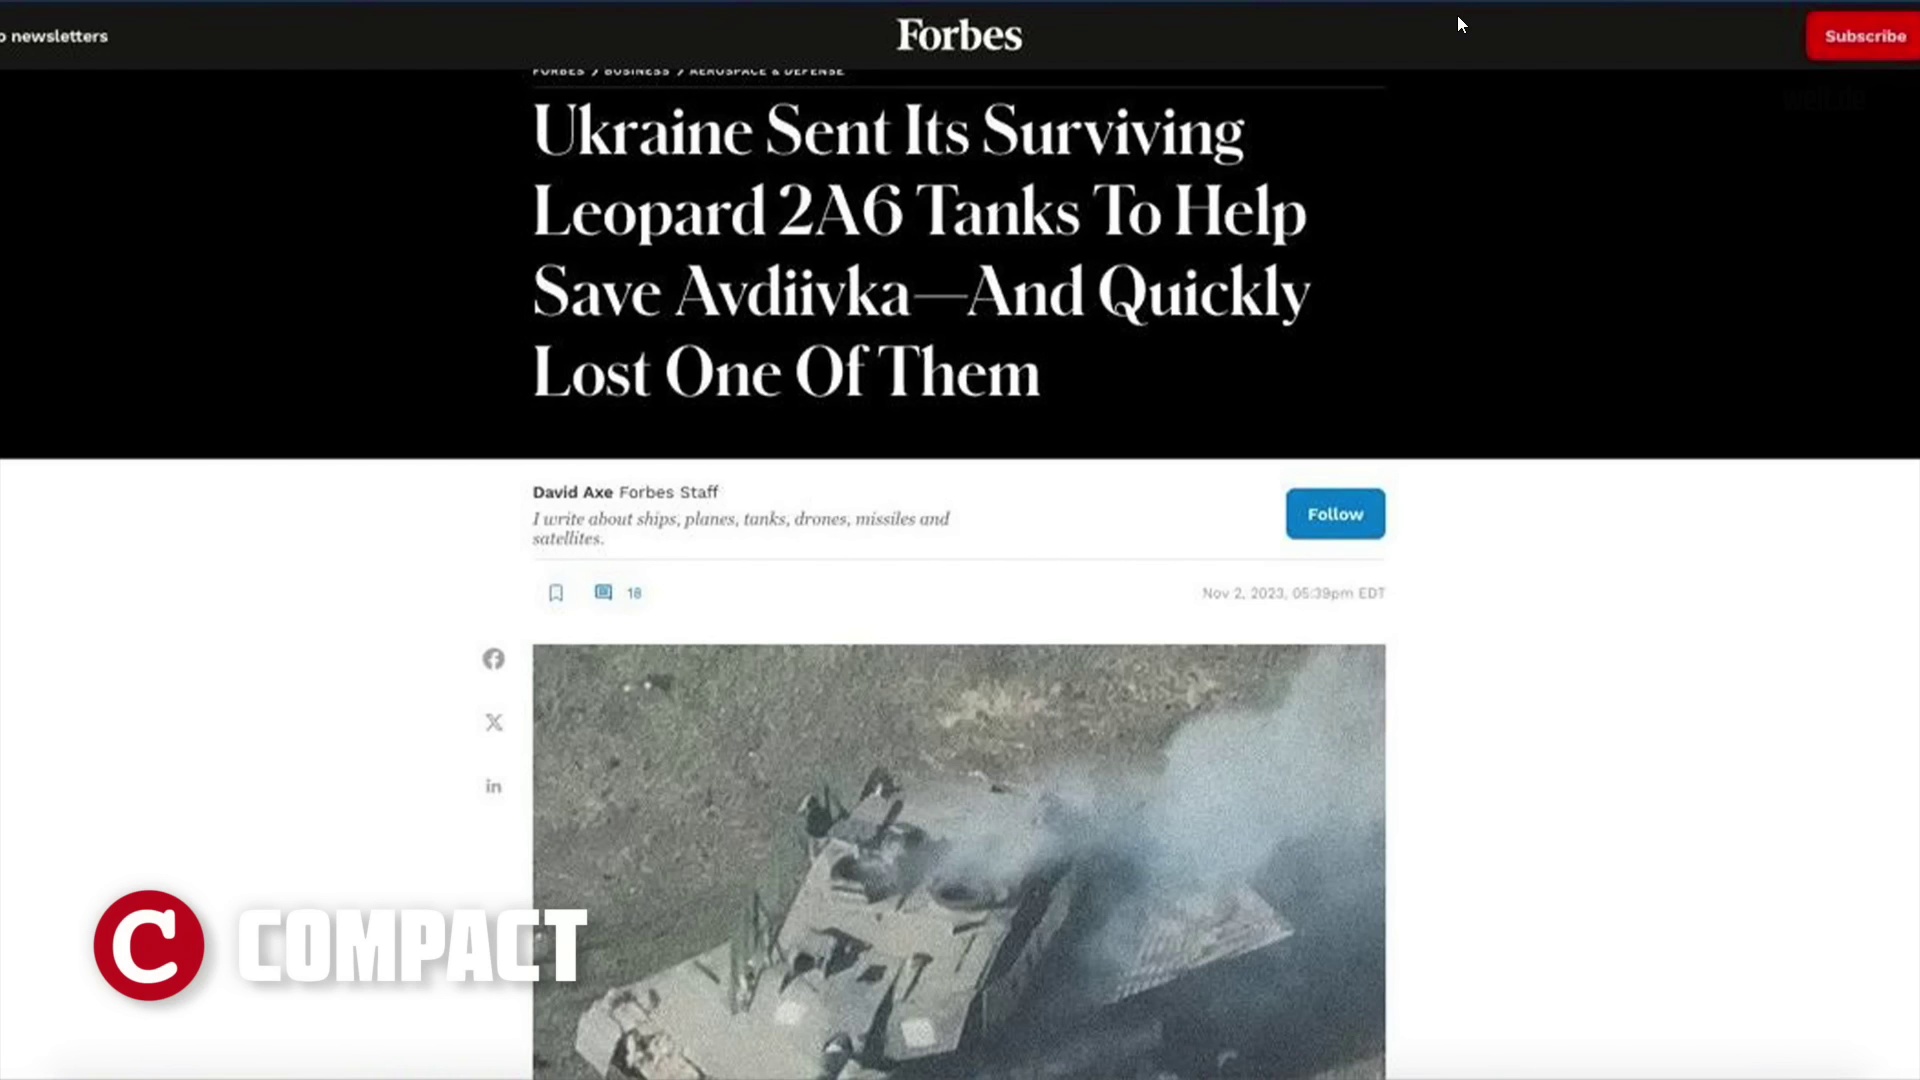 o newsletters
Forbes
Subscribe
FORBES > BUSINESS > AEROSPACE & DEFENSE
welt.de
Ukraine Sent Its Surviving
Leopard 2A6 Tanks To Help
Save Avdiivka—And Quickly
Lost One Of Them
David Axe Forbes Staff
I write about ships, planes, tanks, drones, missiles and
satellites.
Follow
18
Nov 2, 2023, 05:39pm EDT
C COMPACT